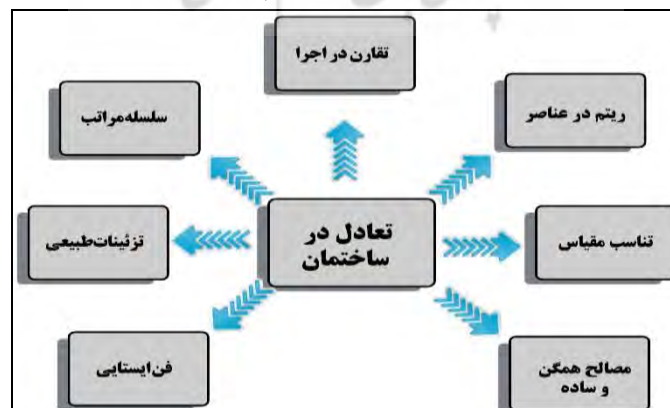 تقارن در اجرا
ریتم در عناصر
سلسله‌مراتب
تناسب مقیاس
تعادل در
ساختمان
تزئینات‌طبیعی
مصالح همگن
و ساده
فن‌ایستایی